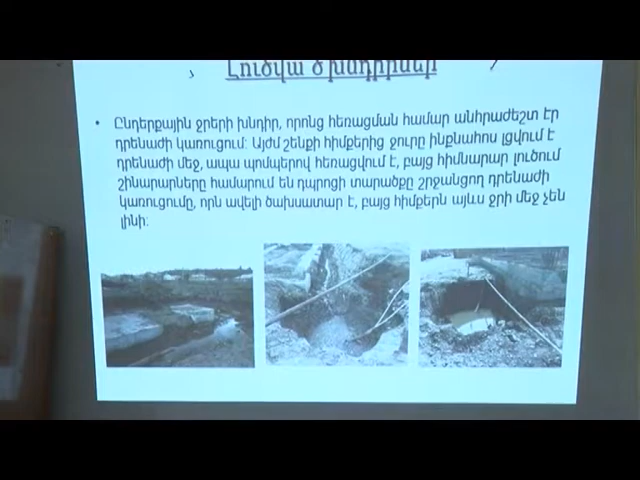 Լուծված խնդիրներ
• Ընդերքային ջրերի խնդիր, որոնց հեռացման համար անհրաժեշտ էր
դրենաժի կառուցում: Այժմ շենքի հիմքերից ջուրը ինքնահոս լցվում է
դրենաժի մեջ, ապա պոմպերով հեռացվում է, բայց հիմնարար լուծում
շինարարները համարում են դպրոցի տարածքը շրջանցող դրենաժի
կառուցումը, որն ավելի ծախսատար է, բայց հիմքերն այևս ջրի մեջ չեն
լինի: